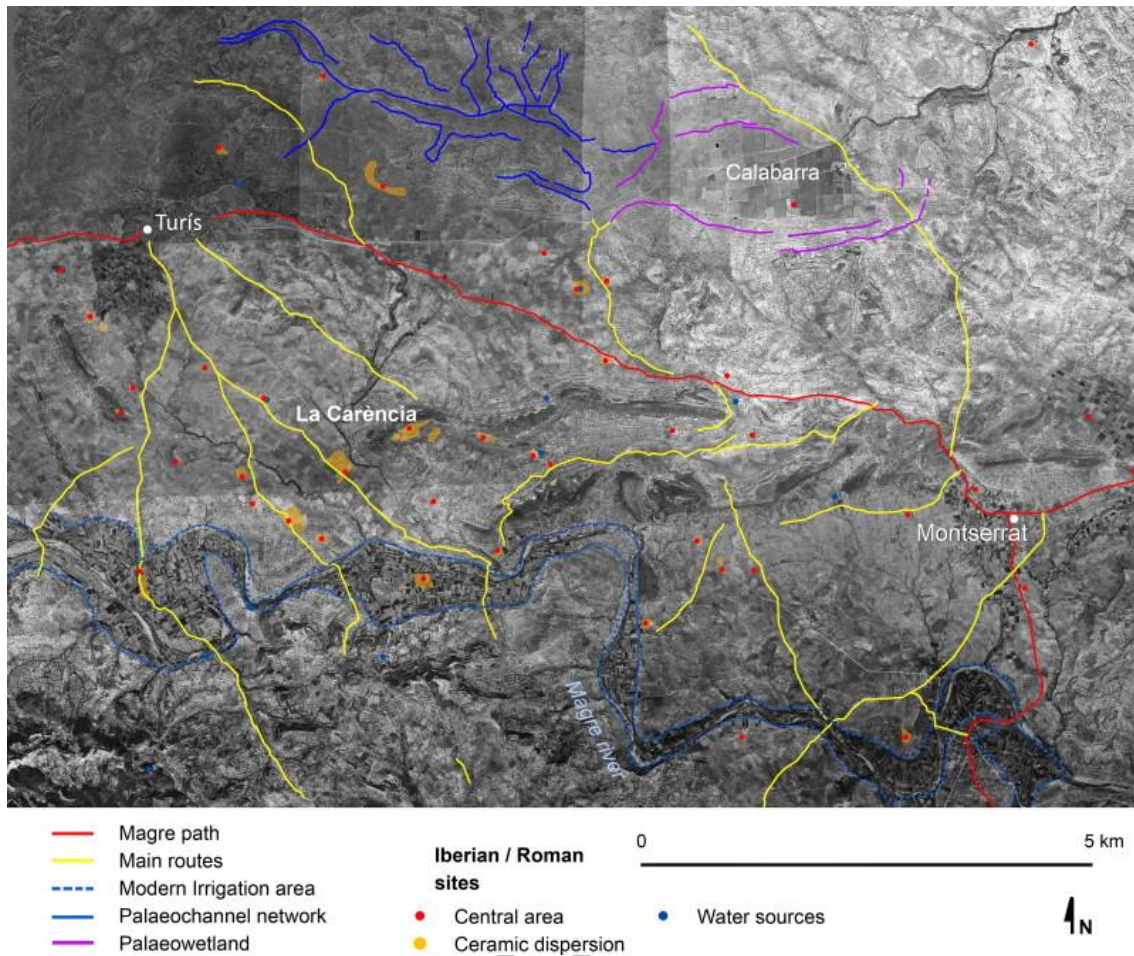 Calabarra
Turís
La Carència
Montserrat
Magre river
Magre path
Main routes
Modern Irrigation area
Palaeochannel network
Palaeowetland
Iberian / Roman
sites
Central area
Ceramic dispersion
0
5 km
Water sources
N